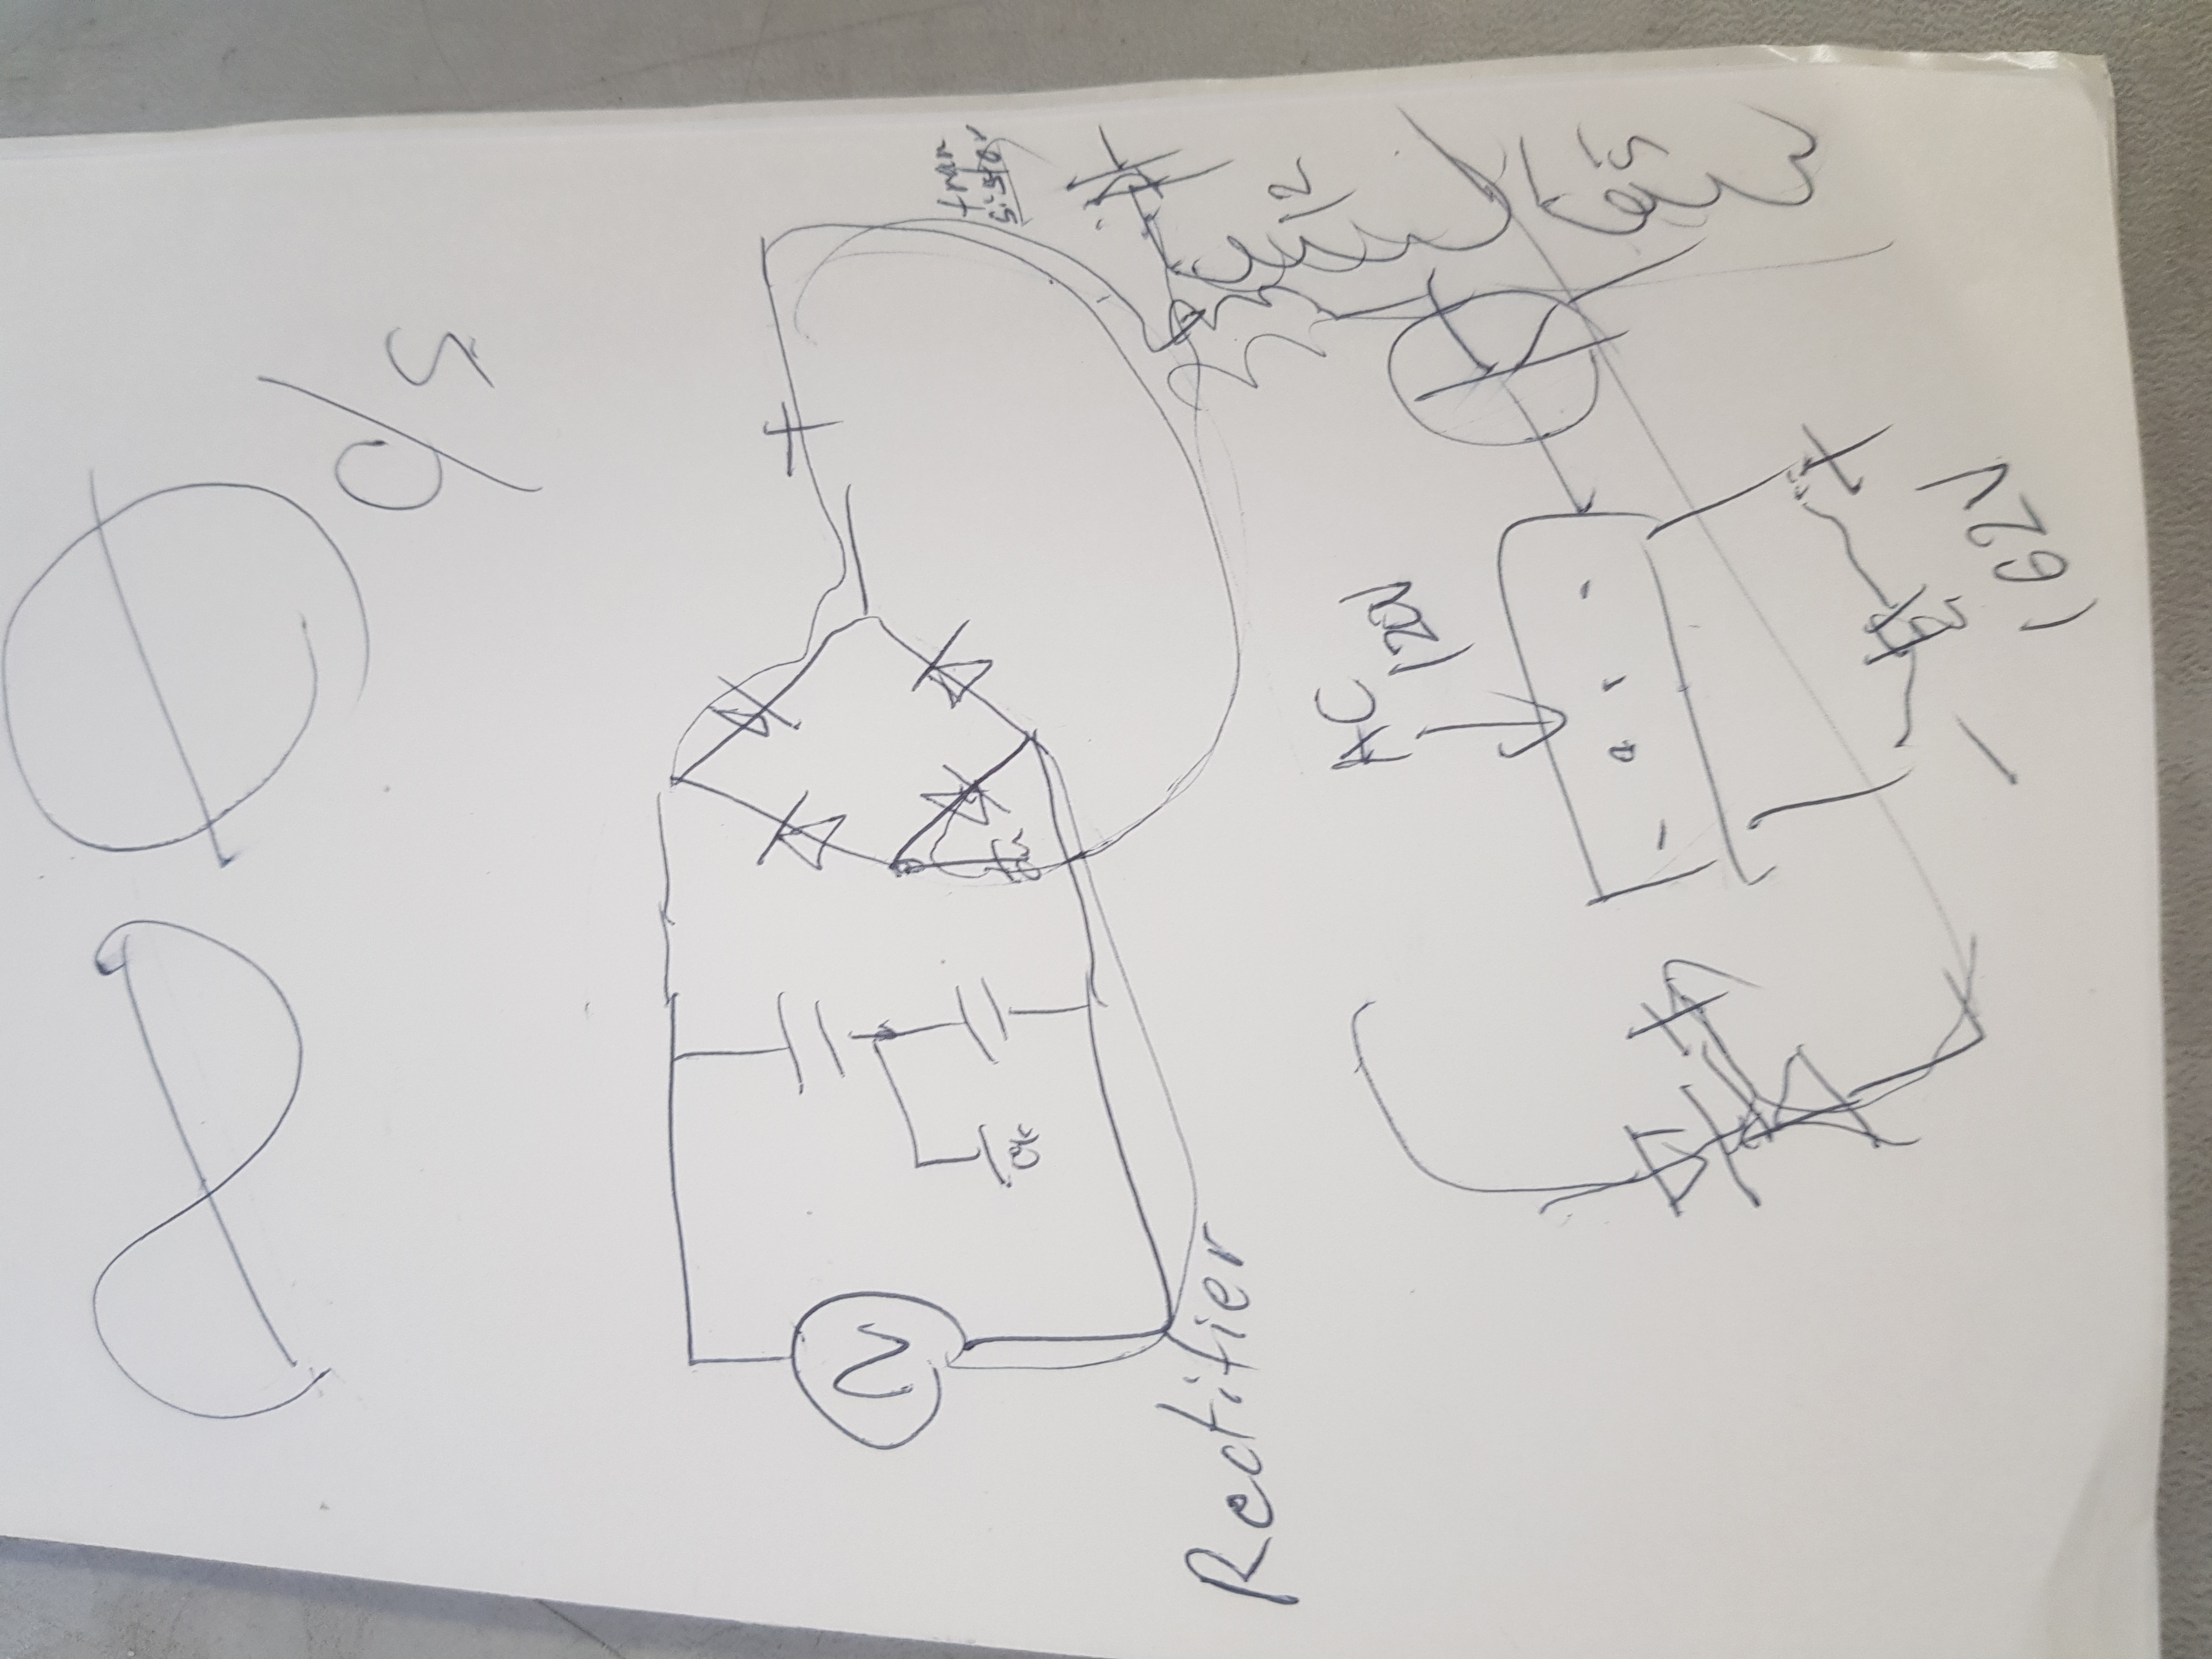 c/s
+
tran
sistor
Rectifier
12
AC
120V
5
+
-
162V